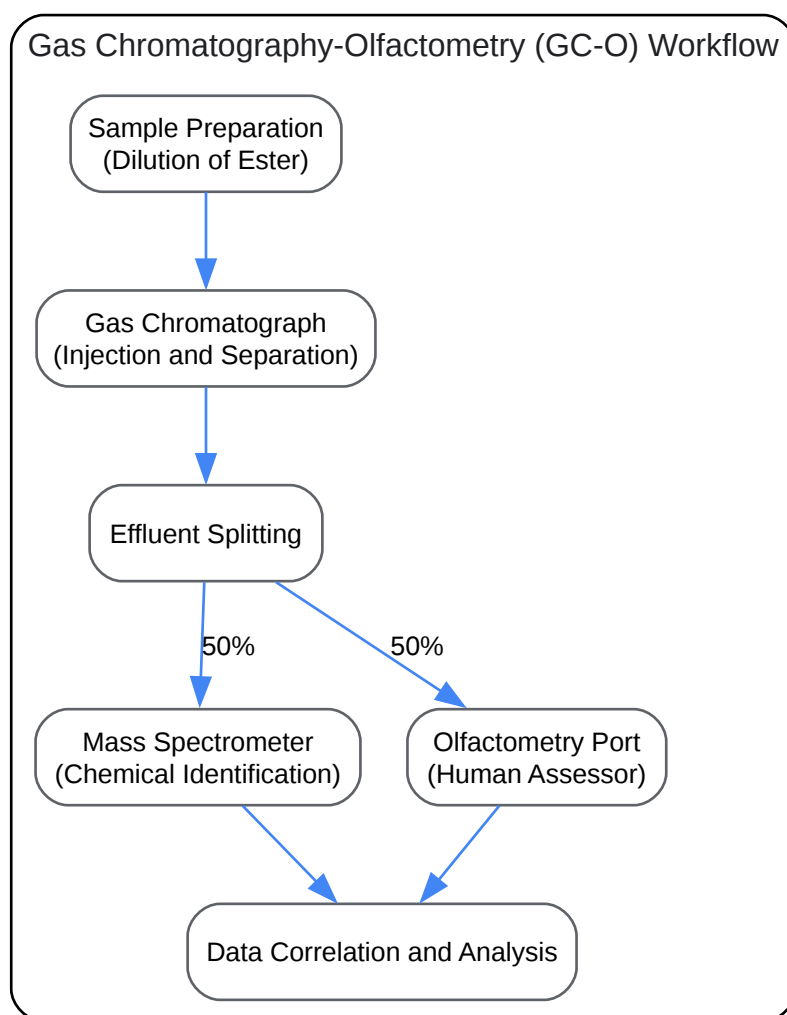 Gas Chromatography-Olfactometry (GC-O) Workflow
Sample Preparation
(Dilution of Ester)
Gas Chromatograph
(Injection and Separation)
Effluent Splitting
50%
50%
Mass Spectrometer
(Chemical Identification)
Olfactometry Port
(Human Assessor)
Data Correlation and Analysis